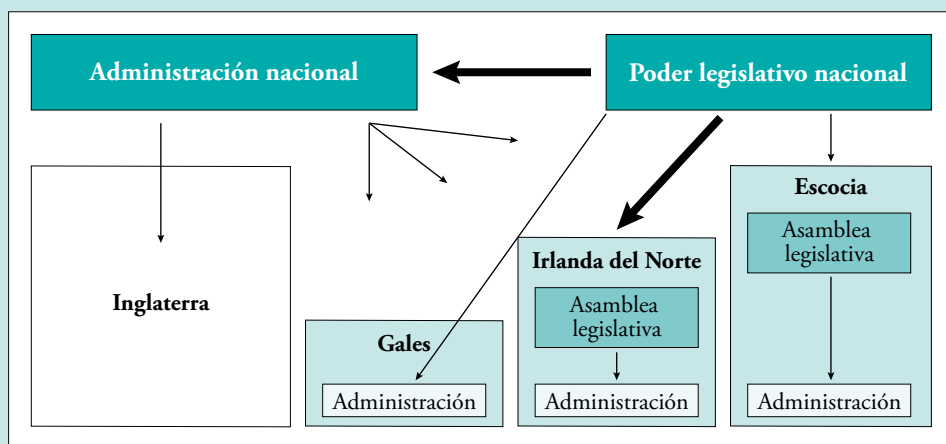 Administración nacional
Poder legislativo nacional
Inglaterra
Gales
Administración
Irlanda del Norte
Asamblea
legislativa
Administración
Escocia
Asamblea
legislativa
Administración